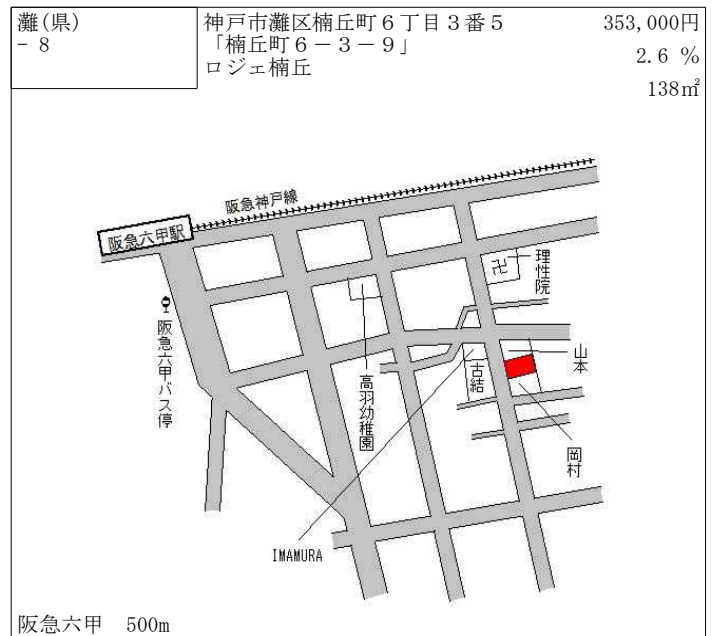 灘(県)
- 8
神戸市灘区楠丘町６丁目３番５
「楠丘町６－３－９」
ロジェ楠丘
353,000円
2.6 %
138㎡
阪急神戸線
阪急六甲駅
理性院
阪急六甲バス停
高羽幼稚園
古結
山本
岡村
IMAMURA
阪急六甲　500m